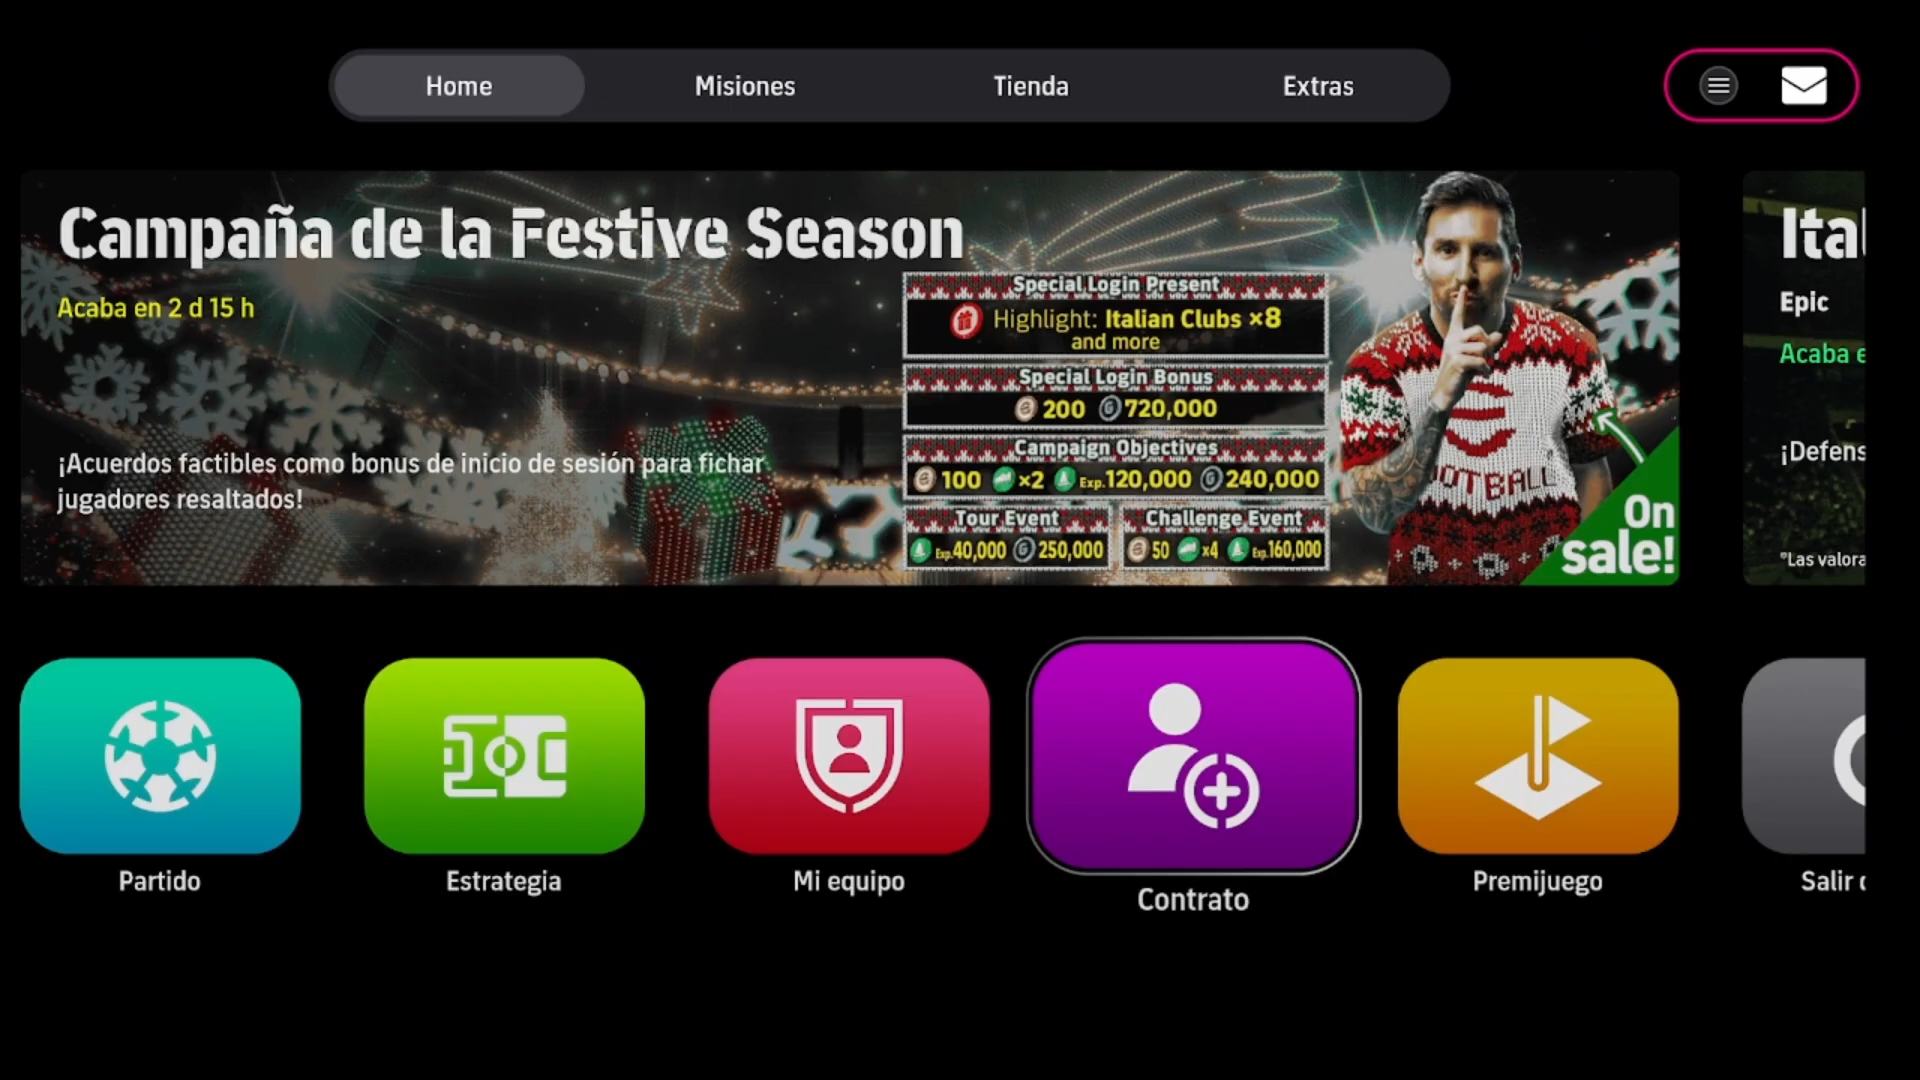 Home
Misiones
Tienda
Extras
Campaña de la Festive Season
Acaba en 2 d 15 h
¡Acuerdos factibles como bonus de inicio de sesión para fichar
jugadores resaltados!
Special Login Present
Highlight: Italian Clubs ×8
and more
Special Login Bonus
200 720,000
Campaign Objectives
100 ×2 Exp.120,000 240,000
Tour Event
Exp.40,000 250,000
Challenge Event
50 x4 Exp.160,000
OOTBALL
On
sale!
Ital
Epic
Acaba e
¡Defens
*Las valora
Partido
Estrategia
Mi equipo
Contrato
Premijuego
Salir